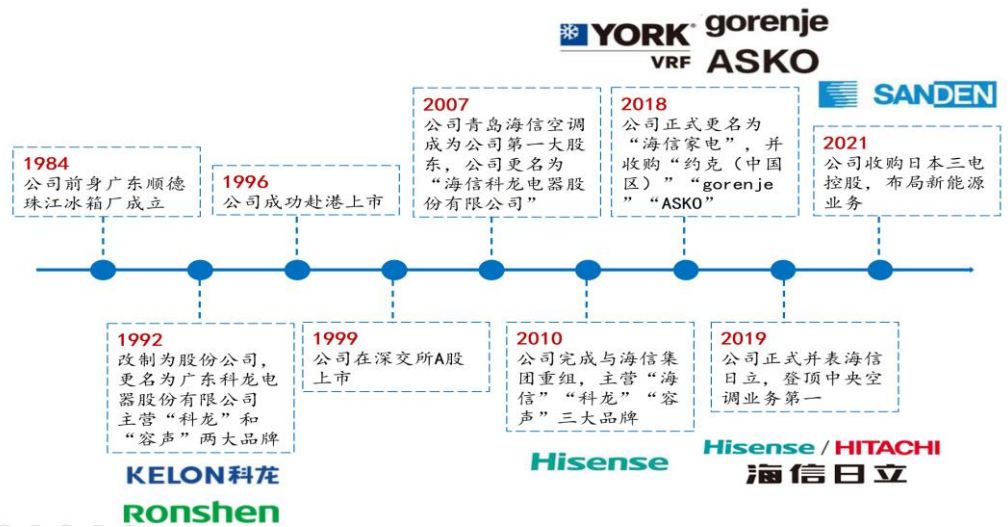 YORK
VRF
gorenje
ASKO
SANDEN
1984
公司前身广东顺德
珠江冰箱厂成立
1996
公司成功赴港上市
2007
公司青岛海信空调
成为公司第一大股
东，公司更名为
“海信科龙电器股
份有限公司”
2018
公司正式更名为
“海信家电”，并
收购“约克（中国
区）”“gorenje
”“ASKO”
2021
公司收购日本三电
控股，布局新能源
业务
1992
改制为股份公司，
更名为广东科龙电
器股份有限公司
主营“科龙”和
“容声”两大品牌
KELON科龙
RONShen
1999
公司在深交所A股
上市
2010
公司完成与海信集
团重组，主营“海
信”“科龙”“容
声”三大品牌
Hisense
2019
公司正式并表海信
日立，登顶中央空
调业务第一
Hisense / HITACHI
海信日立